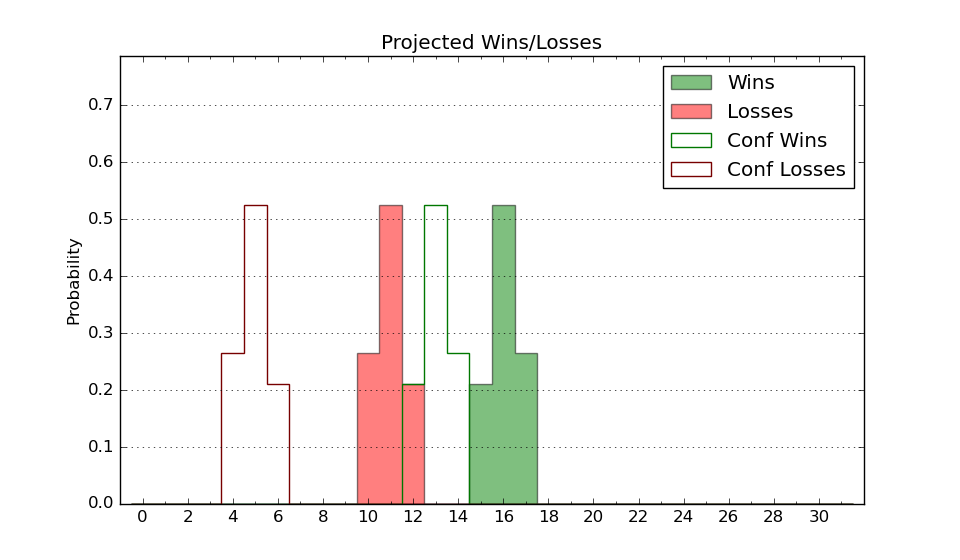 Projected Wins/Losses
Wins
Losses
Conf Wins
Conf Losses
Probability
0.7
0.6
0.5
0.4
0.3
0.2
0.1
0.0
0 2 4 6 8 10 12 14 16 18 20 22 24 26 28 30